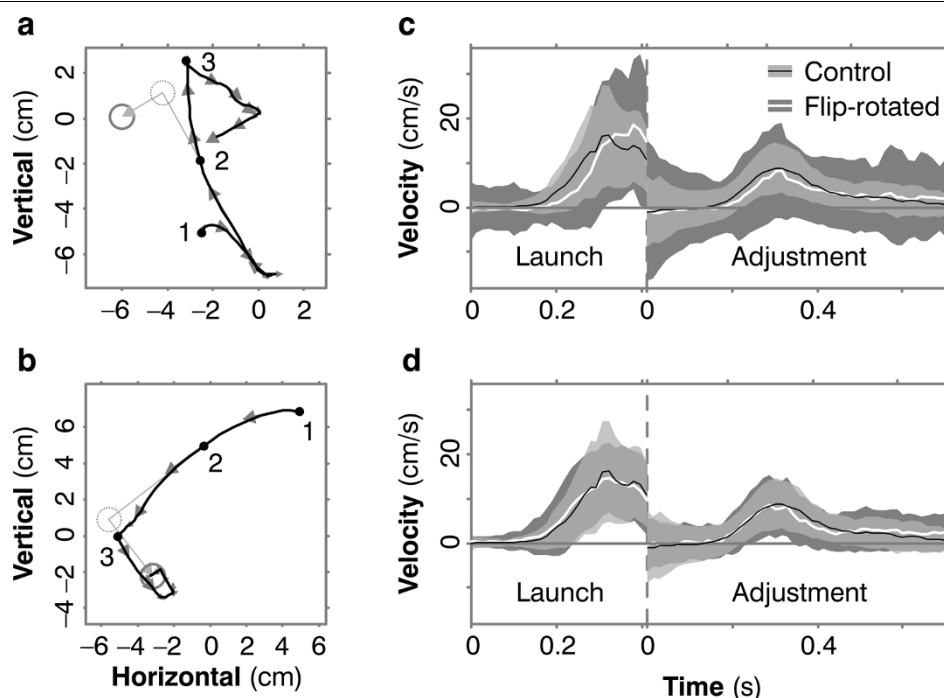 a
Vertical (cm)
2
0
−2
−4
−6
−6 −4 −2 0
1
2
3
c
Velocity (cm/s)
20
0
Control
Flip-rotated
Launch
Adjustment
0.2 0 0.4
b
Vertical (cm)
6
4
2
0
−2
−4
−6 −4 −2 0 2 4 6
Horizontal (cm)
1
2
3
d
Velocity (cm/s)
20
0
Launch
Adjustment
0.2 0 0.4
Time (s)